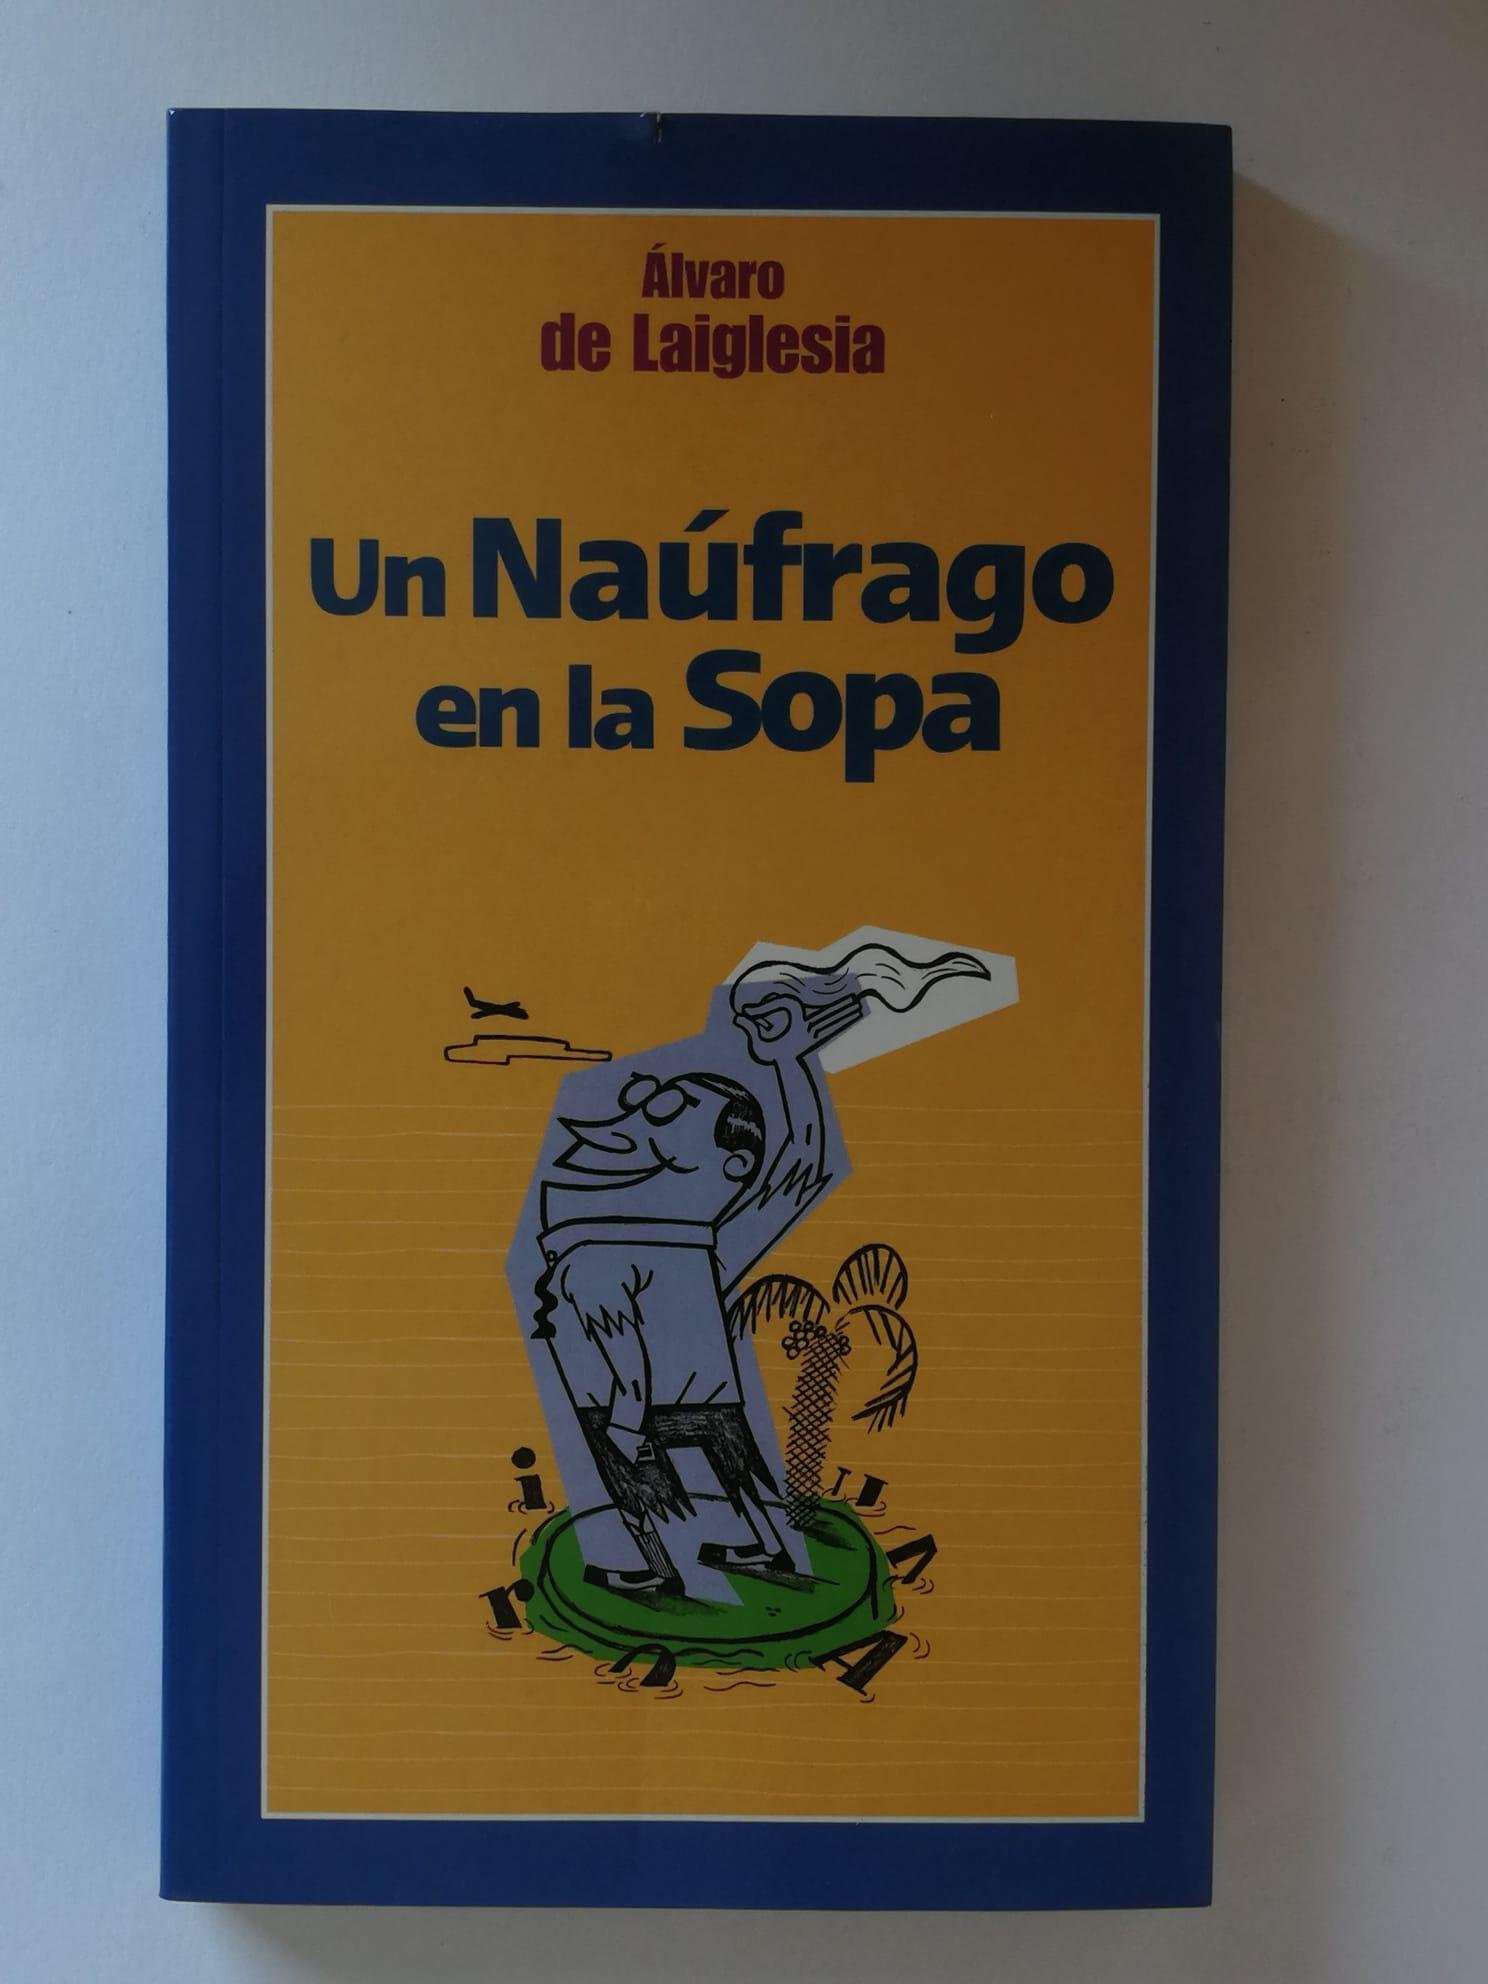 Álvaro
de Laiglesia
Un Naúfrago
en la Sopa